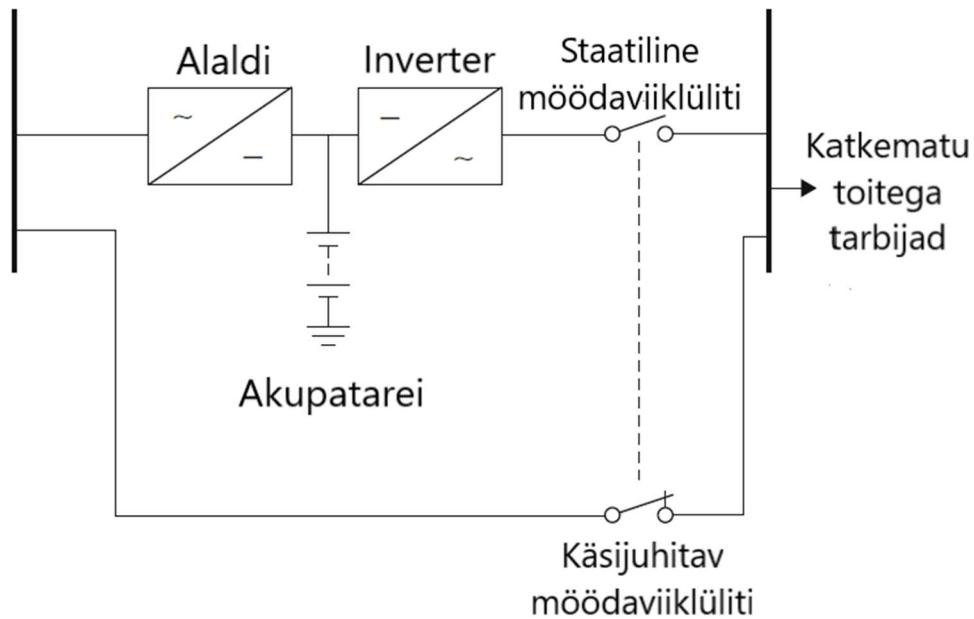 Alaldi
Inverter
Staatiline
möödaviiklüliti
Katkematu
toitega
tarbijad
Akupatarei
Käsijuhitav
möödaviiklüliti